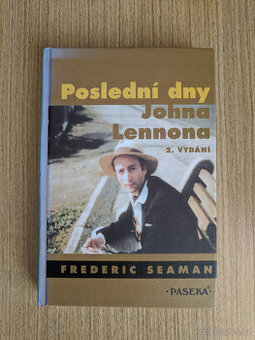 Poslední dny
Johna
Lennona
2. VYDÁNÍ
FREDERIC SEAMAN
·PASEKA·